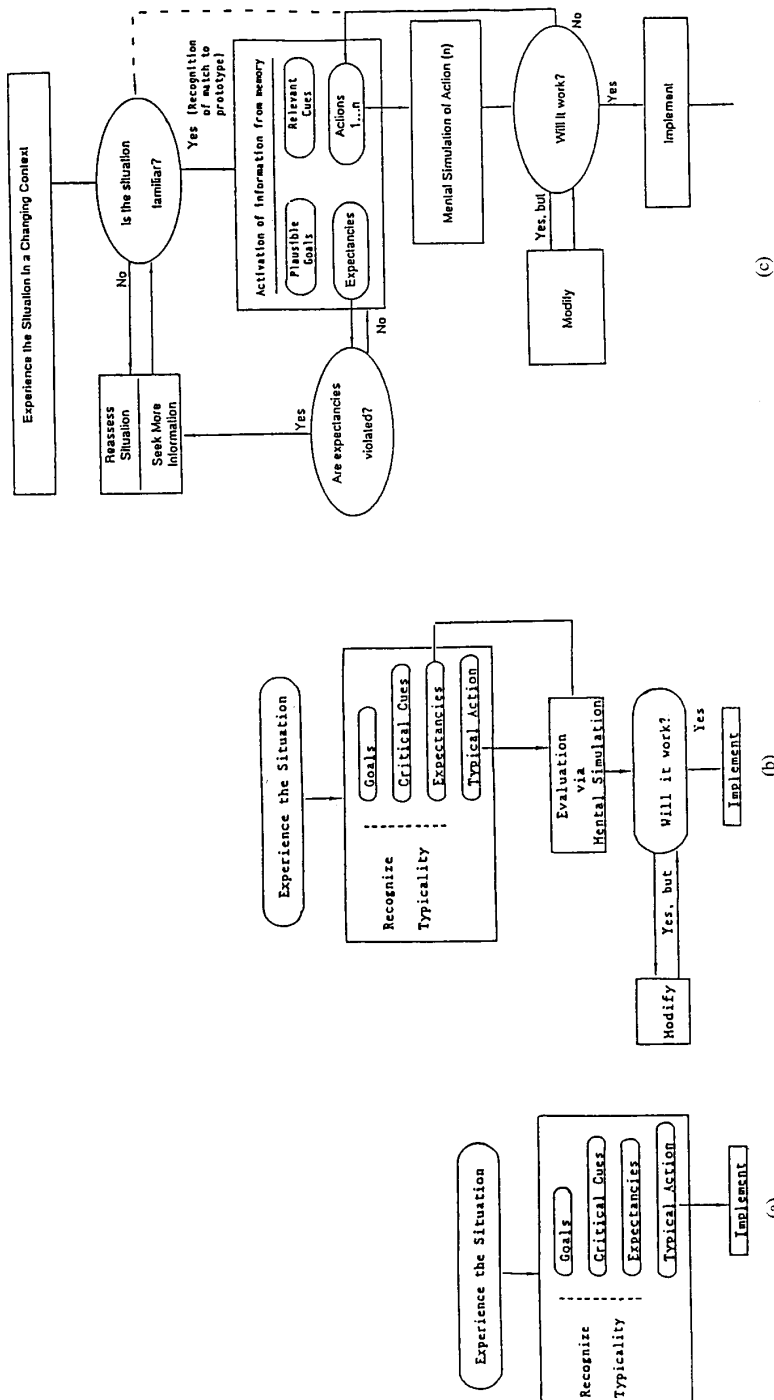 Experience the Situation
Recognize
Typicality
Goals
Critical Cues
Expectancies
Typical Action
Implement
(a)
Experience the Situation
Recognize
Typicality
Goals
Critical Cues
Expectancies
Typical Action
Evaluation
via
Mental Simulation
Will it work?
Yes, but
Modify
Yes
Implement
(b)
Experience the Situation in a Changing Context
Is the situation
familiar?
No
Reassess
Situation
Seek More
Information
Yes (Recognition
of match to
prototype)
Activation of Information from memory
Plausible
Goals
Relevant
Cues
Expectancies
Actions
1...n
No
Yes
Are expectancies
violated?
Mental Simulation of Action (n)
Will it work?
No
Yes, but
Modify
Yes
Implement
(c)